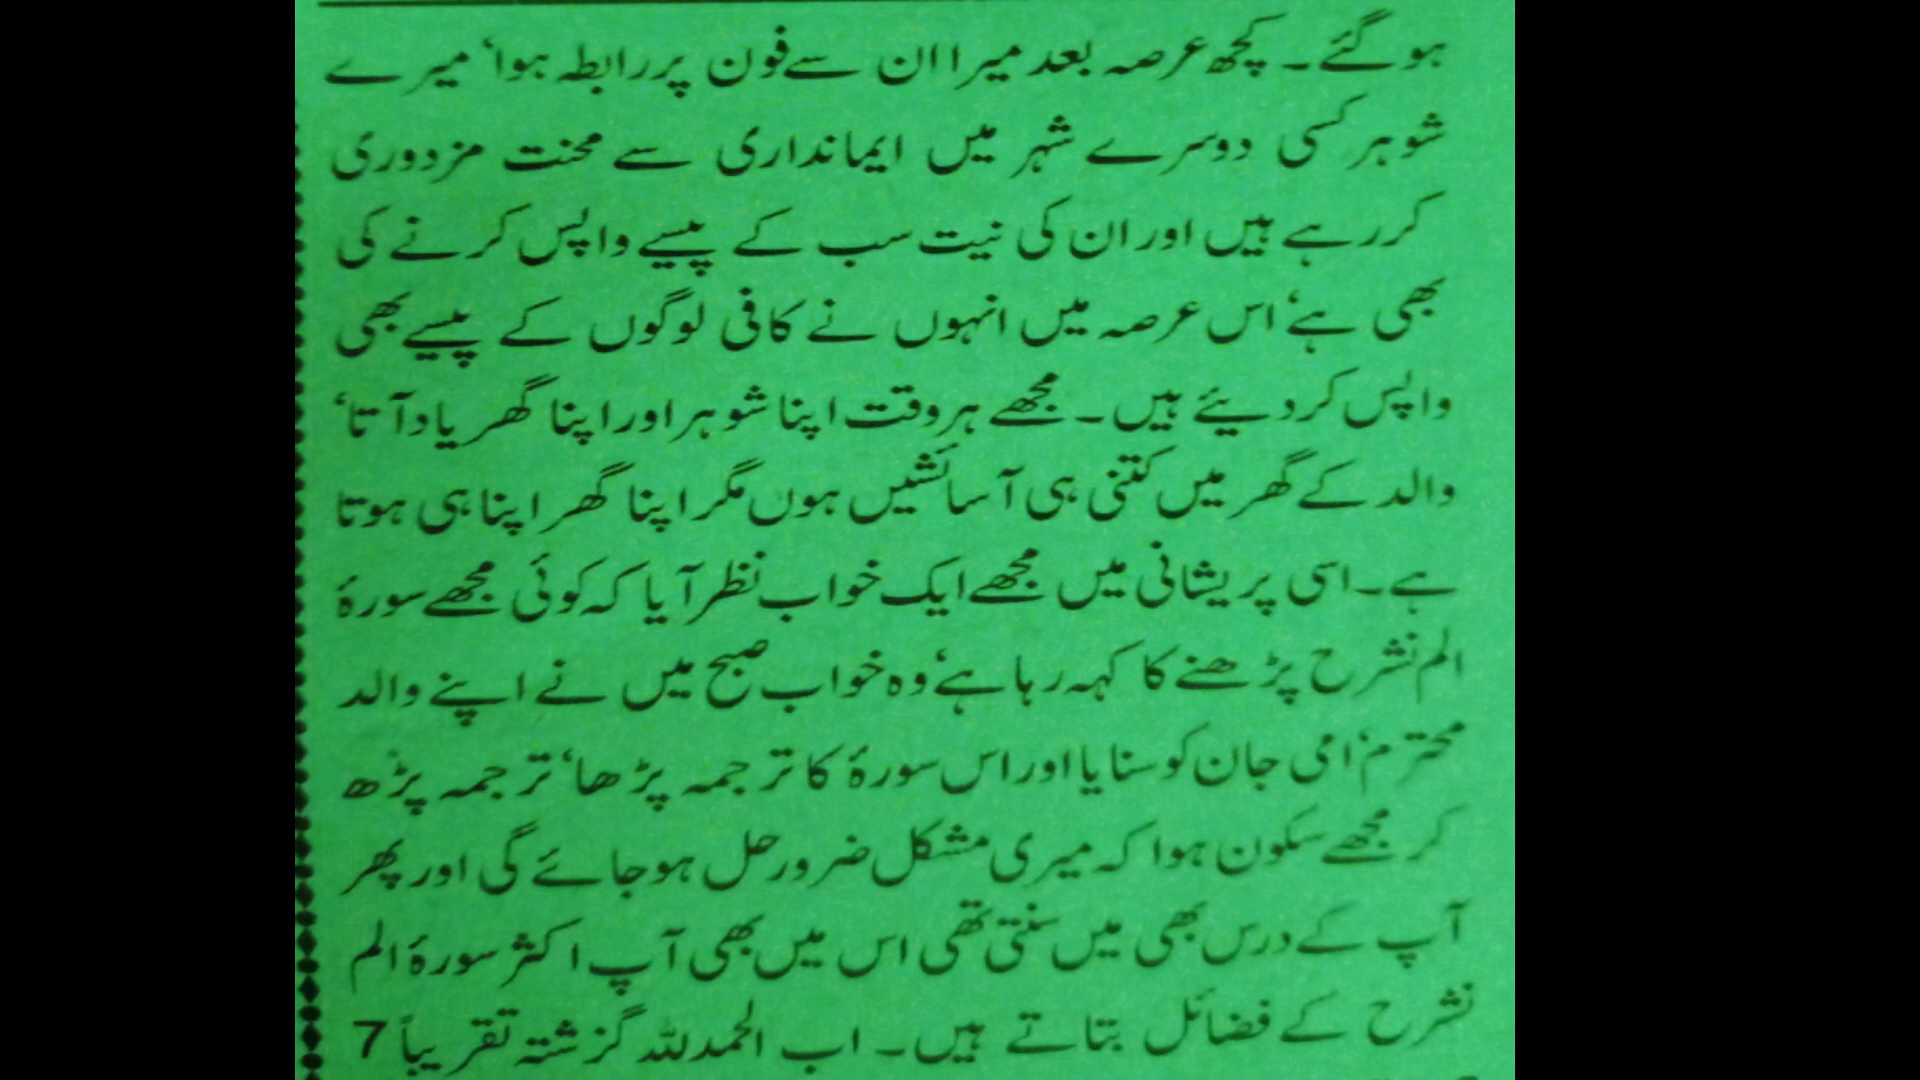 ہوگئے۔ کچھ عرصہ بعد میرا ان سے فون پر رابطہ ہوا‘ میرے
شوہر کسی دوسرے شہر میں ایمانداری سے محنت مزدوری
کررہے ہیں اور ان کی نیت سب کے پیسے واپس کرنے کی
بھی ہے‘ اس عرصہ میں انہوں نے کافی لوگوں کے پیسے بھی
واپس کردیئے ہیں۔ مجھے ہر وقت اپنا شوہر اور اپنا گھر یاد آتا‘
والد کے گھر میں کتنی ہی آسائشیں ہوں مگر اپنا گھر اپنا ہی ہوتا
ہے۔ اسی پریشانی میں مجھے ایک خواب نظر آیا کہ کوئی مجھے سورۂ
الم نشرح پڑھنے کا کہہ رہا ہے‘ وہ خواب صبح میں نے اپنے والد
محترم‘ امی جان کو سنایا اور اس سورۂ کا ترجمہ پڑھا‘ ترجمہ پڑھ
کر مجھے سکون ہوا کہ میری مشکل ضرور حل ہوجائے گی اور پھر
آپ کے درس بھی میں سنتی تھی اس میں بھی آپ اکثر سورۂ الم
نشرح کے فضائل بتاتے ہیں۔ اب الحمدللہ گزشتہ تقریباً 7